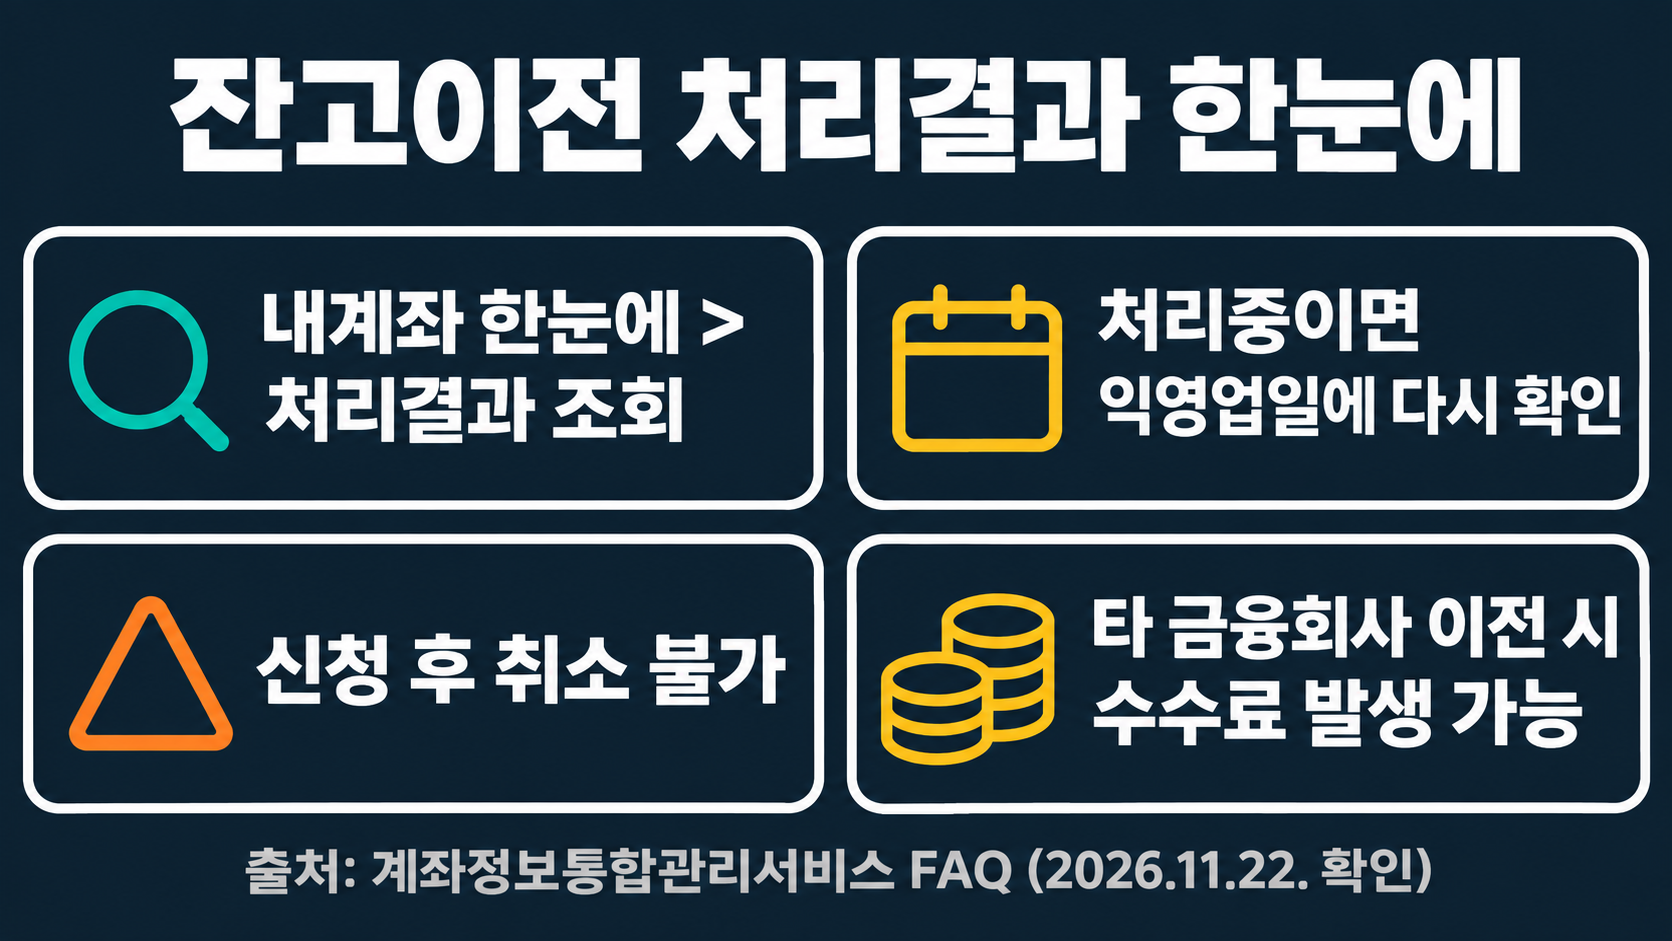 잔고이전 처리결과 한눈에
내계좌 한눈에 >
처리결과 조회
처리중이면
익영업일에 다시 확인
신청 후 취소 불가
타 금융회사 이전 시
수수료 발생 가능
출처: 계좌정보통합관리서비스 FAQ (2026.11.22. 확인)